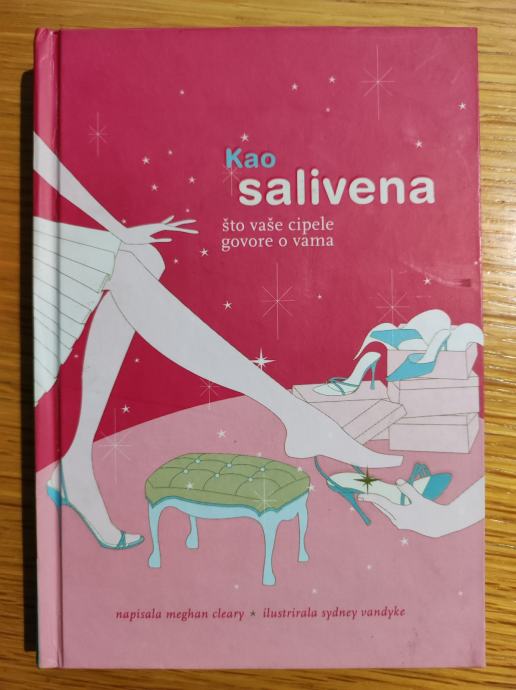 Kao
salivena
što vaše cipele
govore o vama
napisala meghan cleary ★ ilustrirala sydney vandyke